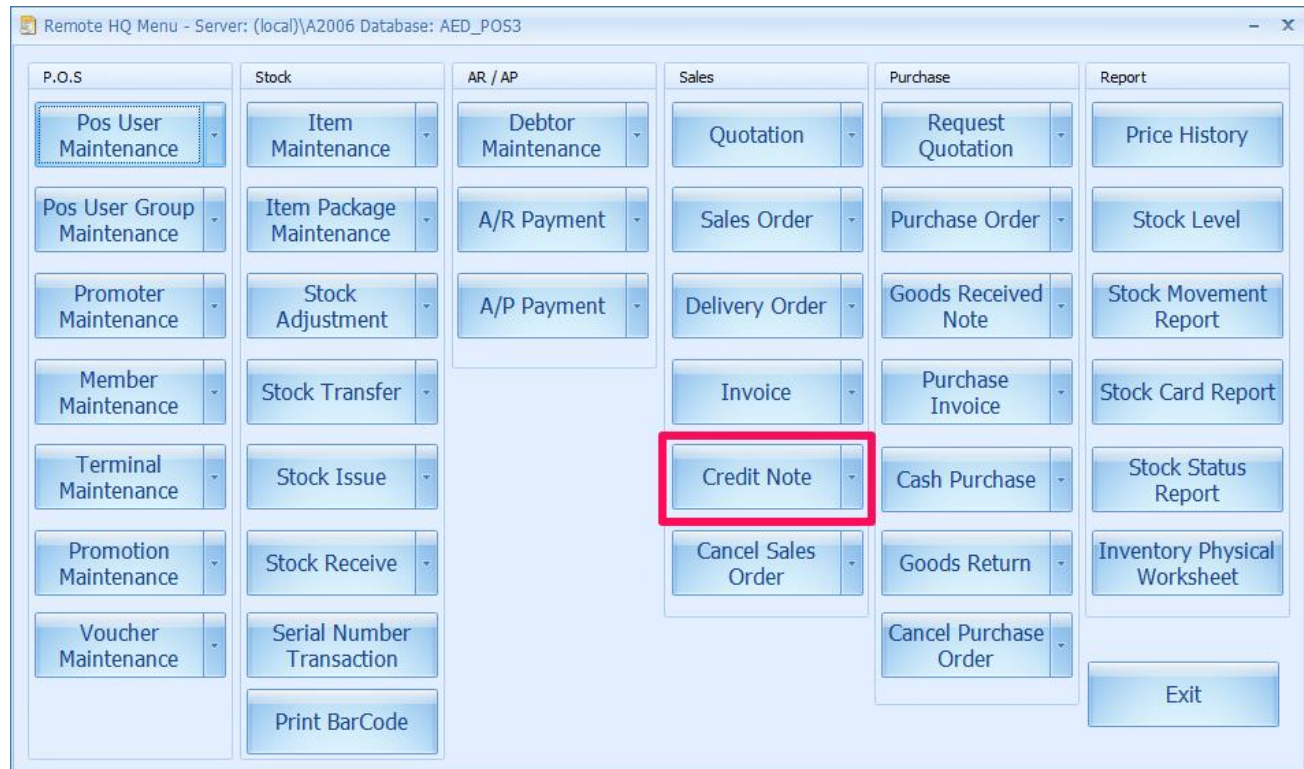 Remote HQ Menu - Server: (local)\A2006 Database: AED_POS3
P.O.S
Pos User
Maintenance
Pos User Group
Maintenance
Promoter
Maintenance
Member
Maintenance
Terminal
Maintenance
Promotion
Maintenance
Voucher
Maintenance
Stock
Item
Maintenance
Item Package
Maintenance
Stock
Adjustment
Stock Transfer
Stock Issue
Stock Receive
Serial Number
Transaction
Print BarCode
AR / AP
Debtor
Maintenance
A/R Payment
A/P Payment
Sales
Quotation
Sales Order
Delivery Order
Invoice
Credit Note
Cancel Sales
Order
Purchase
Request
Quotation
Purchase Order
Goods Received
Note
Purchase
Invoice
Cash Purchase
Goods Return
Cancel Purchase
Order
Report
Price History
Stock Level
Stock Movement
Report
Stock Card Report
Stock Status
Report
Inventory Physical
Worksheet
Exit